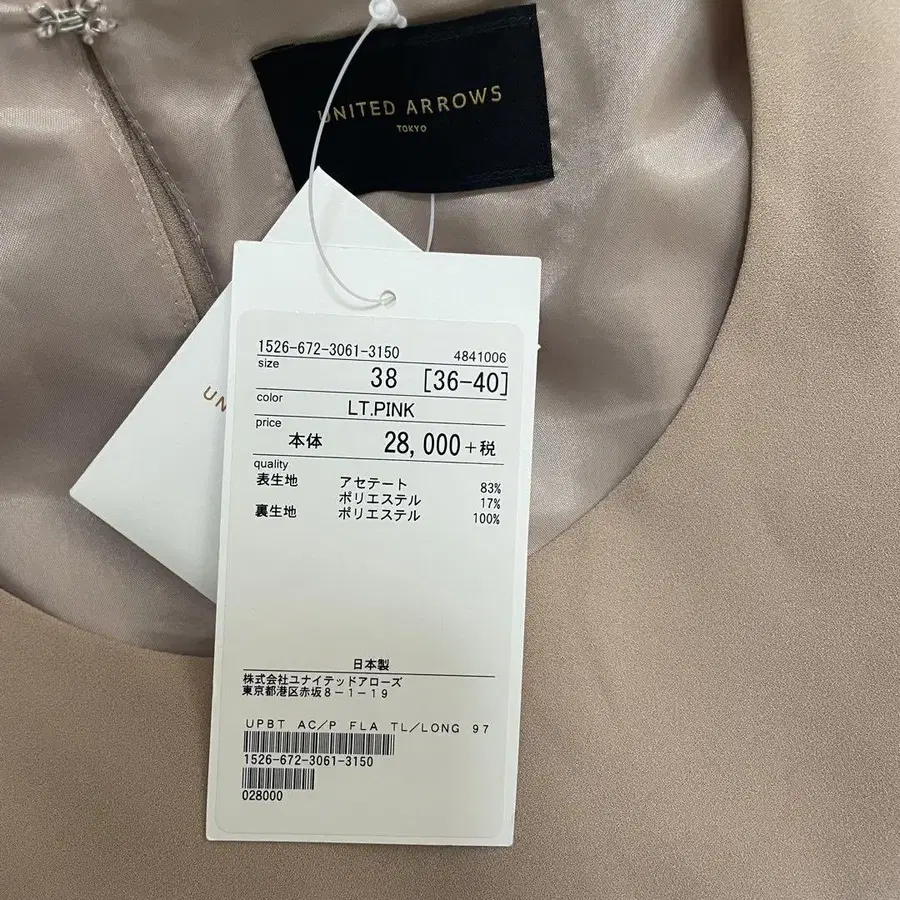 UNITED ARROWS
TOKYO
UN
1526-672-3061-3150 4841006
size
38 [36-40]
color
LT.PINK
price
本体 28,000+税
quality
表生地 アセテート 83%
ポリエステル 17%
裏生地 ポリエステル 100%
日本製
株式会社ユナイテッドアローズ
東京都港区赤坂8-1-19
UPBT AC/P FLA TL/LONG 97
1526-672-3061-3150
028000